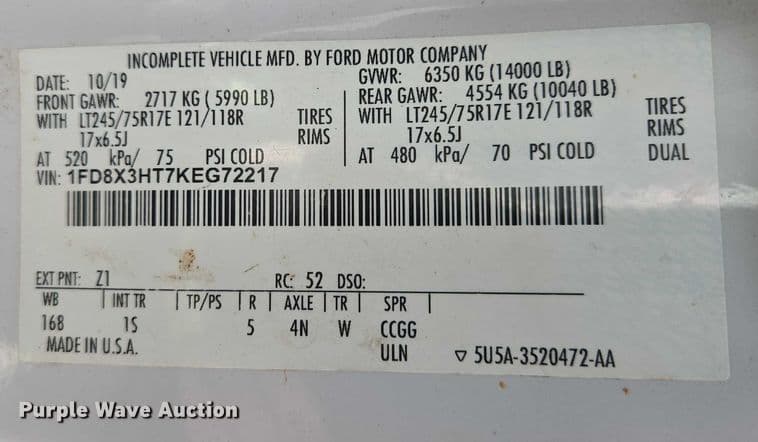 INCOMPLETE VEHICLE MFD. BY FORD MOTOR COMPANY
DATE: 10/19 GVWR: 6350 KG (14000 LB)
FRONT GAWR: 2717 KG ( 5990 LB) REAR GAWR: 4554 KG (10040 LB)
WITH LT245/75R17E 121/118R TIRES WITH LT245/75R17E 121/118R TIRES
17x6.5J RIMS 17x6.5J RIMS
AT 520 kPa/ 75 PSI COLD AT 480 kPa/ 70 PSI COLD DUAL
VIN: 1FD8X3HT7KEG72217
EXT PNT: Z1 RC: 52 DSO:
WB | INT TR | TP/PS | R | AXLE | TR | SPR |
168 1S 5 4N W CCGG
MADE IN U.S.A. ULN ▽ 5U5A-3520472-AA
Purple Wave Auction